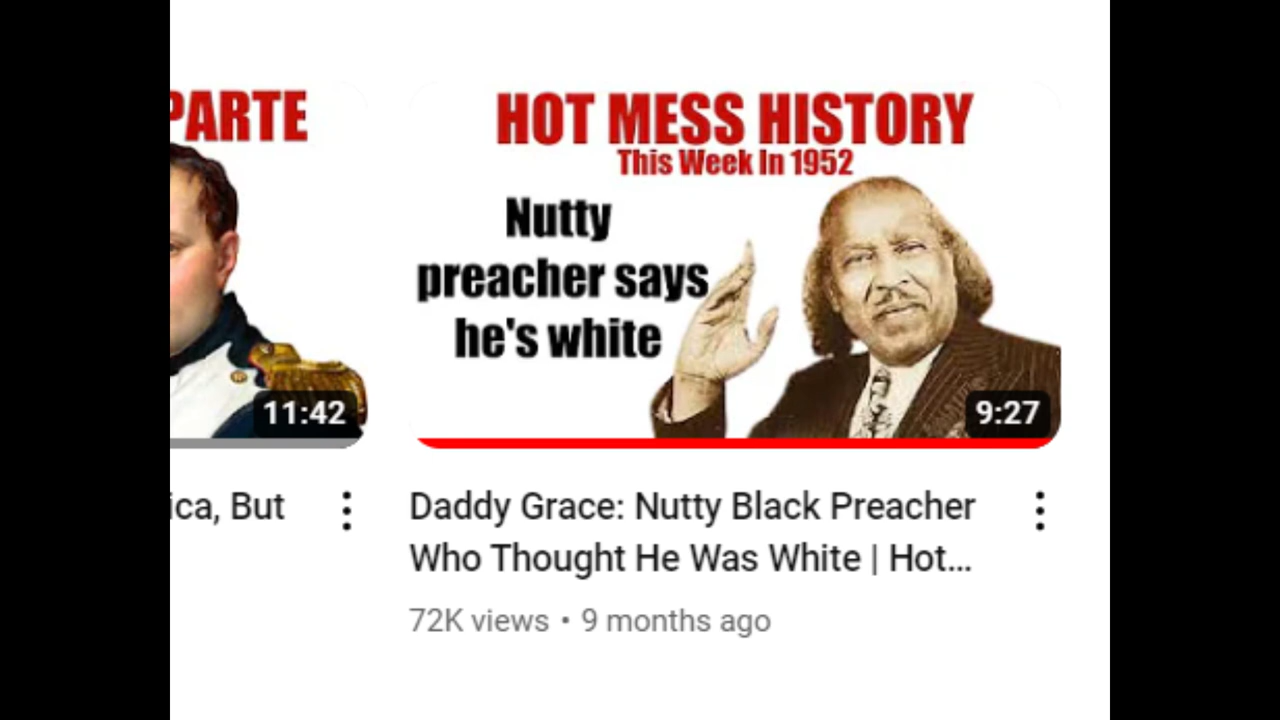 PARTE
11:42
ica, But
HOT MESS HISTORY
This Week In 1952
Nutty
preacher says
he's white
9:27
Daddy Grace: Nutty Black Preacher
Who Thought He Was White | Hot...
72K views • 9 months ago